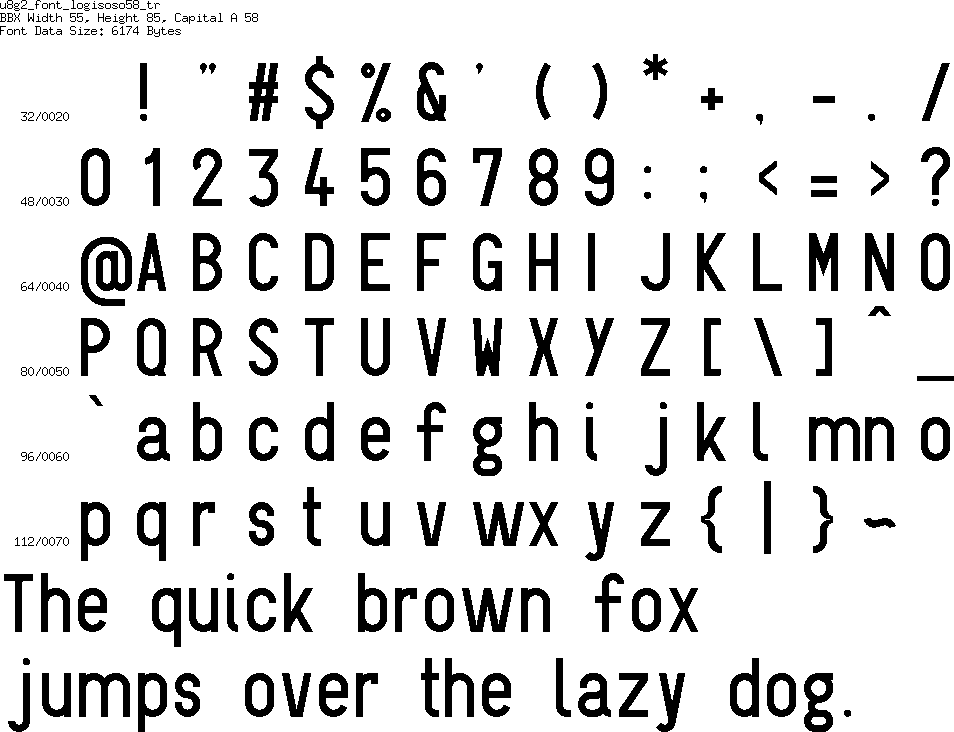 u8g2_font_logisoso58_tr
BBX Width 55, Height 85, Capital A 58
Font Data Size: 6174 Bytes
32/0020 ! " # $ % & ' ( ) * + , - . /
48/0030 0 1 2 3 4 5 6 7 8 9 : ; < = > ?
64/0040 @ A B C D E F G H I J K L M N O
80/0050 P Q R S T U V W X Y Z [ \ ] ^ _
96/0060 ` a b c d e f g h i j k l m n o
112/0070 p q r s t u v w x y z { | } ~
The quick brown fox
jumps over the lazy dog.